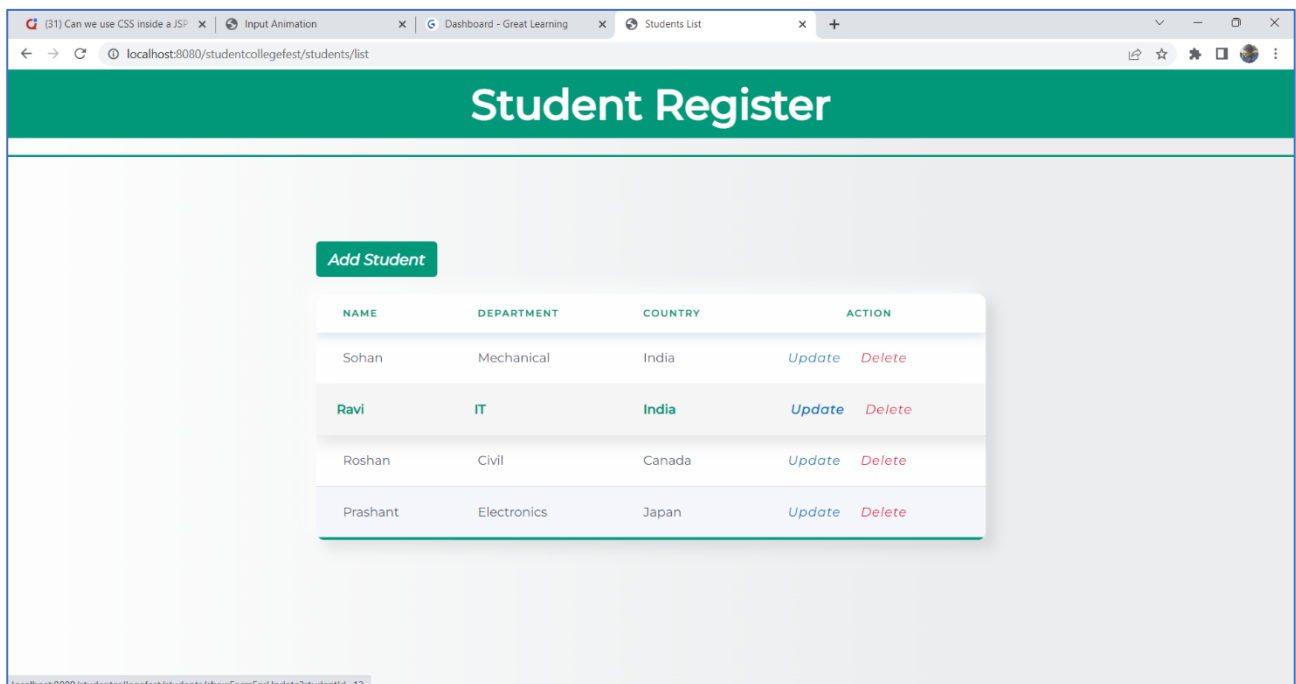 (31) Can we use CSS inside a JSP
Input Animation
Dashboard - Great Learning
Students List
localhost:8080/studentcollegefest/students/list
Student Register
Add Student
NAME DEPARTMENT COUNTRY ACTION
Sohan Mechanical India Update Delete
Ravi IT India Update Delete
Roshan Civil Canada Update Delete
Prashant Electronics Japan Update Delete